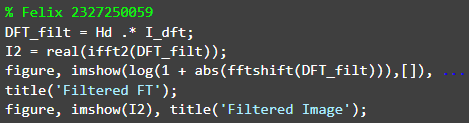 % Felix 2327250059
DFT_filt = Hd .* I_dft;
I2 = real(ifft2(DFT_filt));
figure, imshow(log(1 + abs(fftshift(DFT_filt))),[]), ...
title('Filtered FT');
figure, imshow(I2), title('Filtered Image');